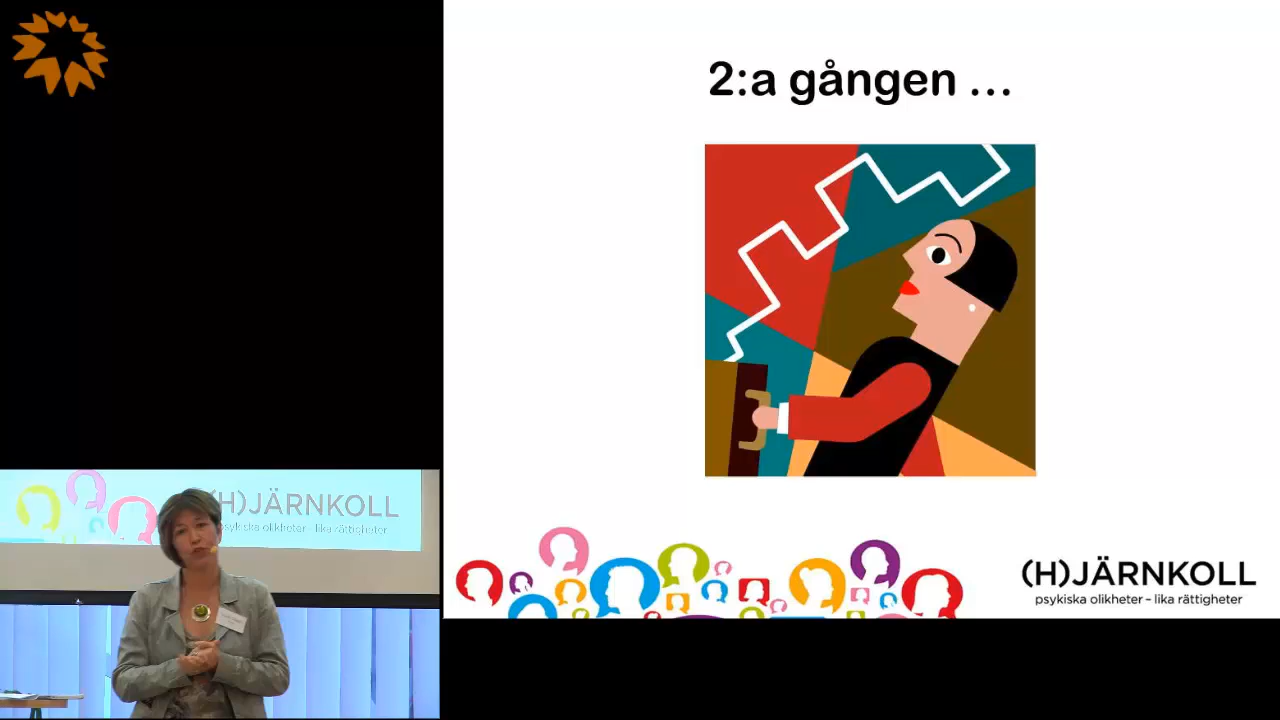 2:a gången ...
(H)JÄRNKOLL
psykiska olikheter – lika rättigheter
(H)JÄRNKOLL
psykiska olikheter – lika rättigheter